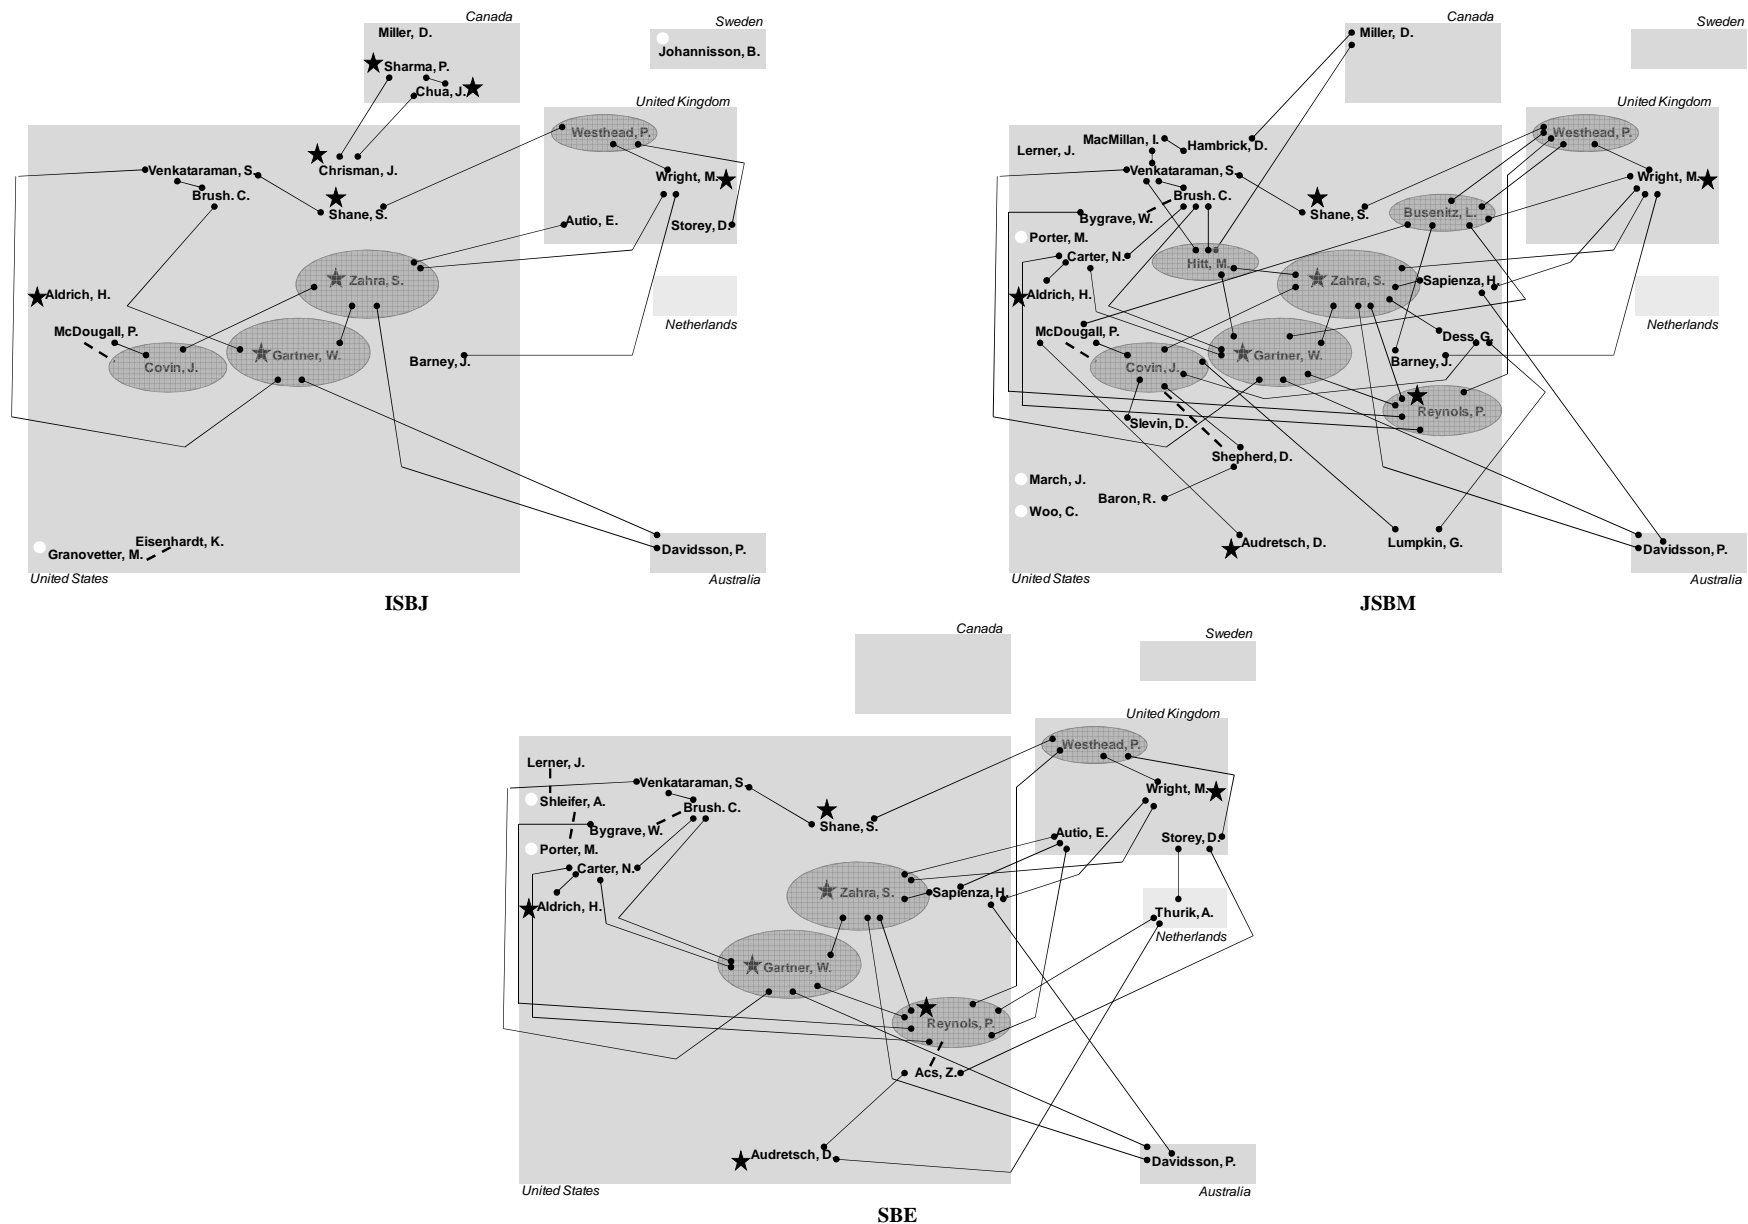 Canada
Miller, D.
Sharma, P.
Chua, J.
Sweden
Johannisson, B.
United Kingdom
Westhead, P.
Wright, M.
Autio, E.
Storey, D.
Venkataraman, S.
Brush. C.
Chrisman, J.
Shane, S.
Zahra, S.
Aldrich, H.
McDougall, P.
Covin, J.
Gartner, W.
Barney, J.
Netherlands
Eisenhardt, K.
Granovetter, M.
Davidsson, P.
United States
Australia
ISBJ
Canada
Miller, D.
Sweden
United Kingdom
Westhead, P.
Wright, M.
MacMillan, I.
Hambrick, D.
Lerner, J.
Venkataraman, S.
Brush. C.
Bygrave, W.
Shane, S.
Busenitz, L.
Porter, M.
Carter, N.
Hitt, M.
Zahra, S.
Sapienza, H.
Aldrich, H.
McDougall, P.
Dess, G.
Gartner, W.
Barney, J.
Covin, J.
Netherlands
Reynols, P.
Slevin, D.
Shepherd, D.
March, J.
Baron, R.
Woo, C.
Audretsch, D.
Lumpkin, G.
Davidsson, P.
United States
Australia
JSBM
Canada
Sweden
United Kingdom
Westhead, P.
Wright, M.
Lerner, J.
Venkataraman, S.
Shleifer, A.
Brush. C.
Bygrave, W.
Shane, S.
Autio, E.
Storey, D.
Porter, M.
Carter, N.
Zahra, S.
Sapienza, H.
Aldrich, H.
Thurik, A.
Netherlands
Gartner, W.
Reynols, P.
Acs, Z.
Audretsch, D.
Davidsson, P.
United States
Australia
SBE